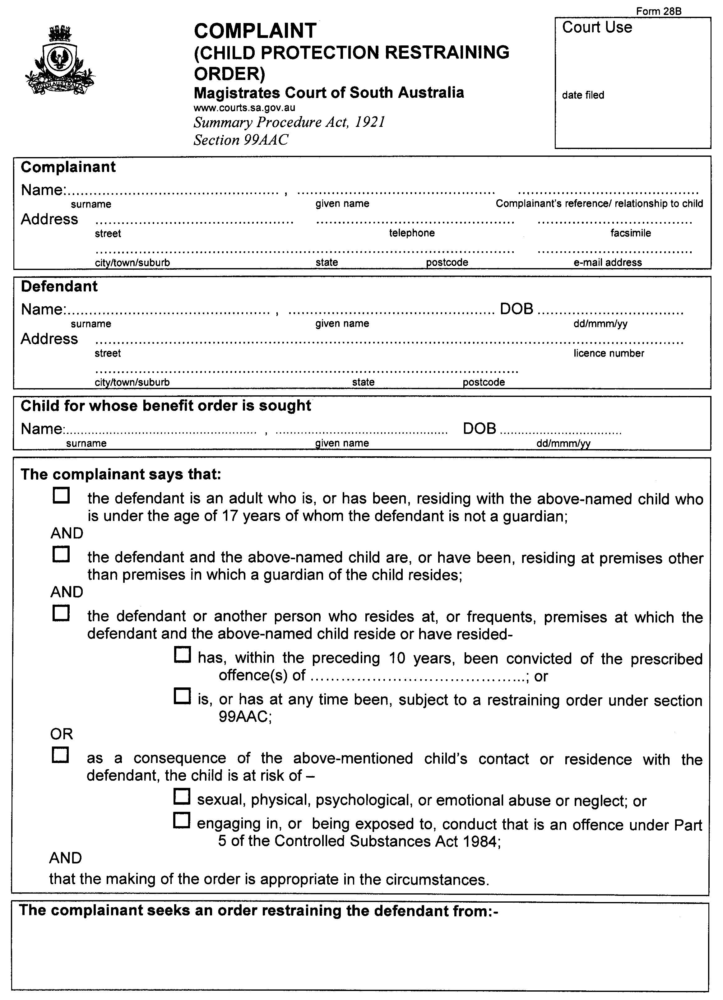 Form 28B
COMPLAINT
(CHILD PROTECTION RESTRAINING
ORDER)
Magistrates Court of South Australia
www.courts.sa.gov.au
Summary Procedure Act, 1921
Section 99AAC
Court Use
date filed
SOUTH AUSTRALIA
Complainant
Name:................................................ , ............................................. .........................................
surname given name Complainant's reference/ relationship to child
Address ............................................. ............................................. ...................................
street telephone facsimile
............................................................................................... ...................................
city/town/suburb state postcode e-mail address
Defendant
Name:.............................................. , ............................................... DOB .................................
surname given name dd/mmm/yy
Address ......................................................................................................................................
street licence number
................................................................................................
city/town/suburb state postcode
Child for whose benefit order is sought
Name:.................................................... , ............................................... DOB .................................
surname given name dd/mmm/yy
The complainant says that:
☐ the defendant is an adult who is, or has been, residing with the above-named child who
is under the age of 17 years of whom the defendant is not a guardian;
AND
☐ the defendant and the above-named child are, or have been, residing at premises other
than premises in which a guardian of the child resides;
AND
☐ the defendant or another person who resides at, or frequents, premises at which the
defendant and the above-named child reside or have resided-
☐ has, within the preceding 10 years, been convicted of the prescribed
offence(s) of ..........................................; or
☐ is, or has at any time been, subject to a restraining order under section
99AAC;
OR
☐ as a consequence of the above-mentioned child's contact or residence with the
defendant, the child is at risk of –
☐ sexual, physical, psychological, or emotional abuse or neglect; or
☐ engaging in, or being exposed to, conduct that is an offence under Part
5 of the Controlled Substances Act 1984;
AND
that the making of the order is appropriate in the circumstances.
The complainant seeks an order restraining the defendant from:-